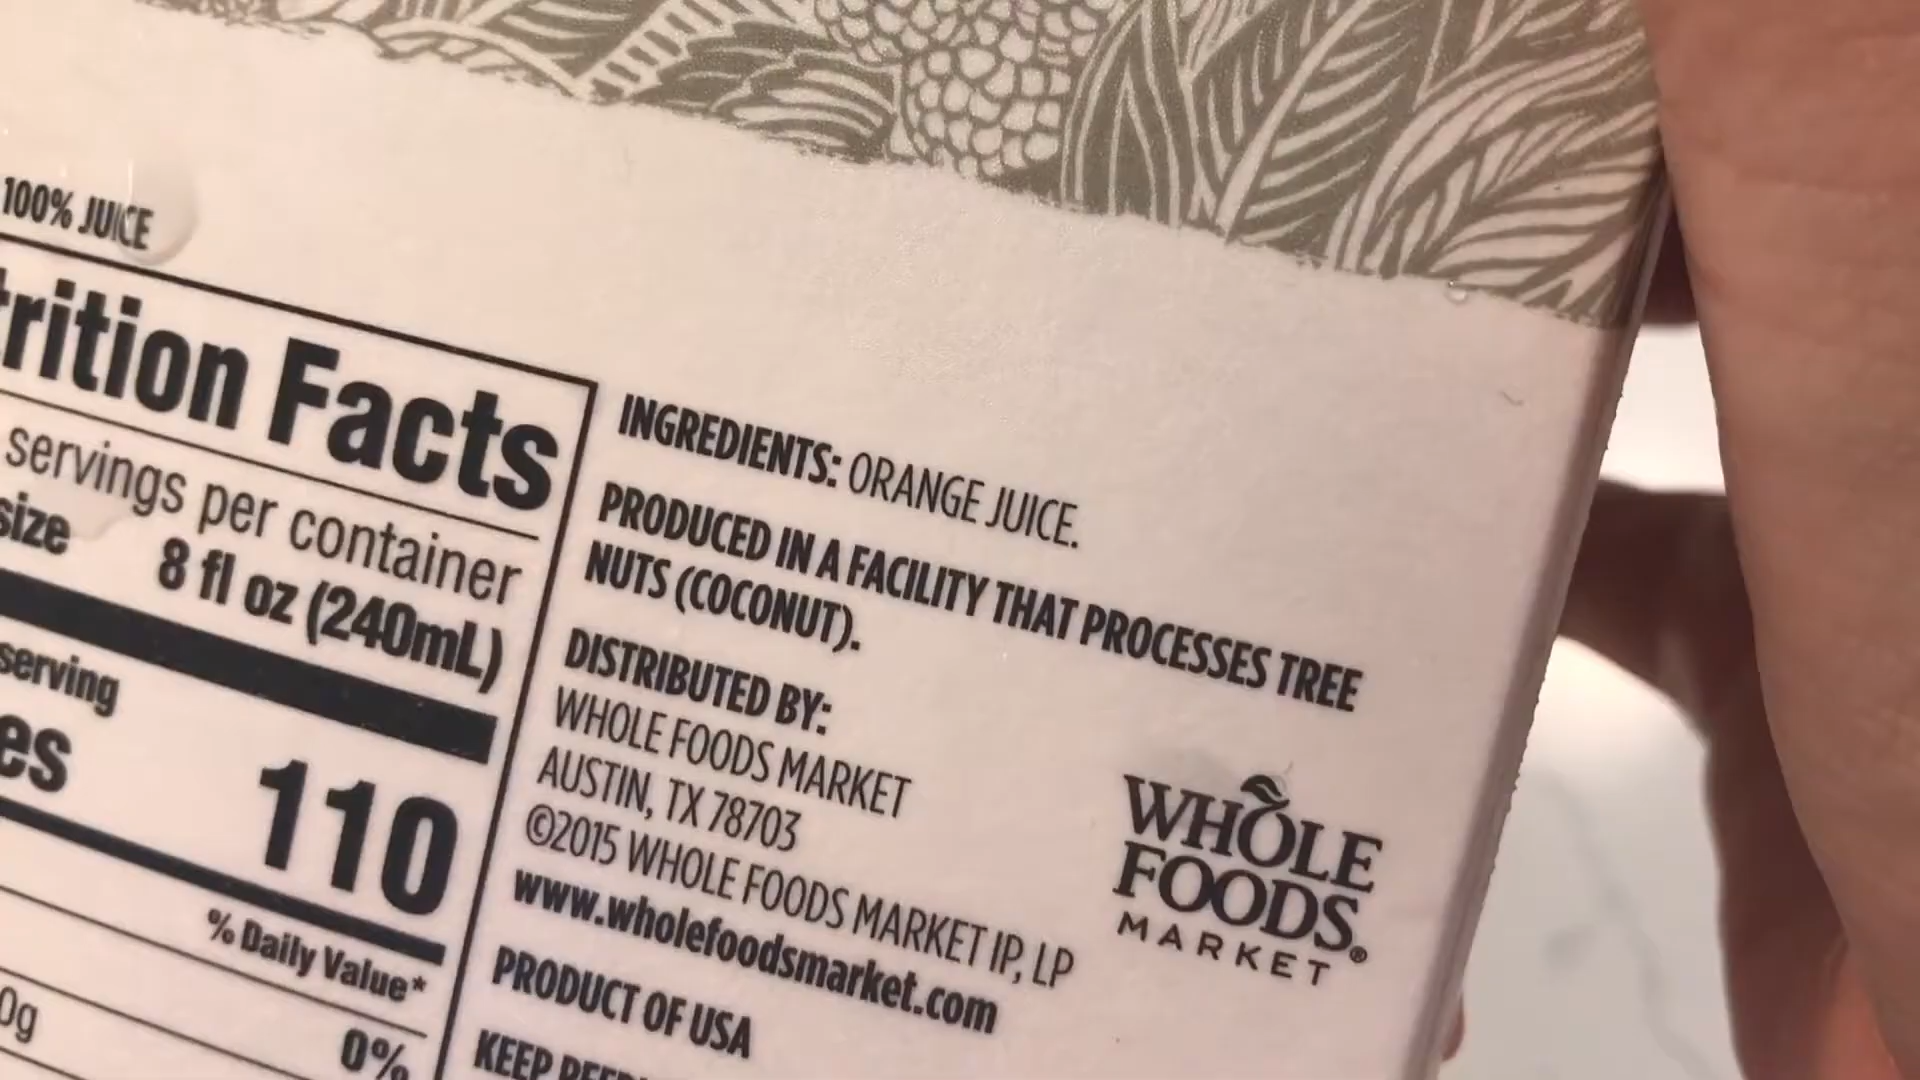 100% JUICE
Facts
servings per container
size 8 fl oz (240mL)
serving
110
% Daily Value*
0g 0%
INGREDIENTS: ORANGE JUICE.
PRODUCED IN A FACILITY THAT PROCESSES TREE
NUTS (COCONUT).
DISTRIBUTED BY:
WHOLE FOODS MARKET
AUSTIN, TX 78703
©2015 WHOLE FOODS MARKET IP, LP
www.wholefoodsmarket.com
PRODUCT OF USA
KEEP
WHOLE
FOODS®
MARKET